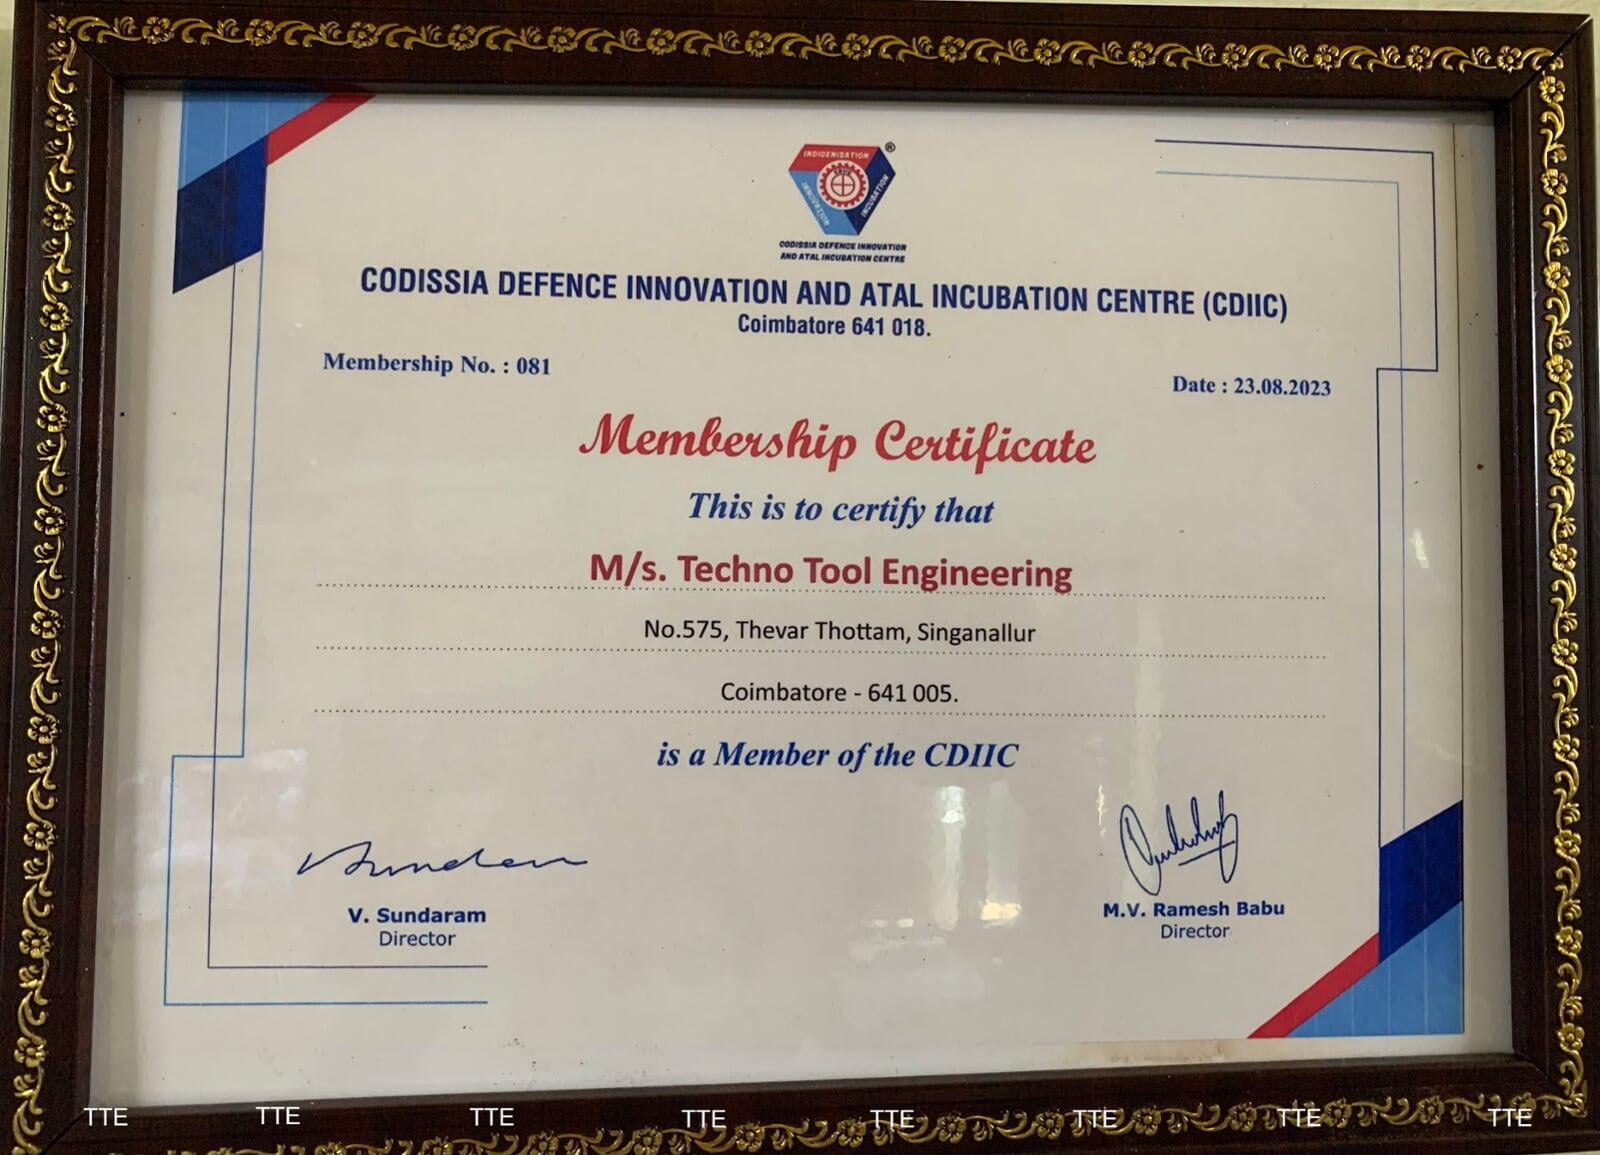 INDIGENISATION
INNOVATION
INCUBATION
®
CODISSIA DEFENCE INNOVATION
AND ATAL INCUBATION CENTRE
CODISSIA DEFENCE INNOVATION AND ATAL INCUBATION CENTRE (CDIIC)
Coimbatore 641 018.
Membership No. : 081
Date : 23.08.2023
Membership Certificate
This is to certify that
M/s. Techno Tool Engineering
No.575, Thevar Thottam, Singanallur
Coimbatore - 641 005.
is a Member of the CDIIC
V. Sundaram
Director
M.V. Ramesh Babu
Director
TTE TTE TTE TTE TTE TTE TTE TTE